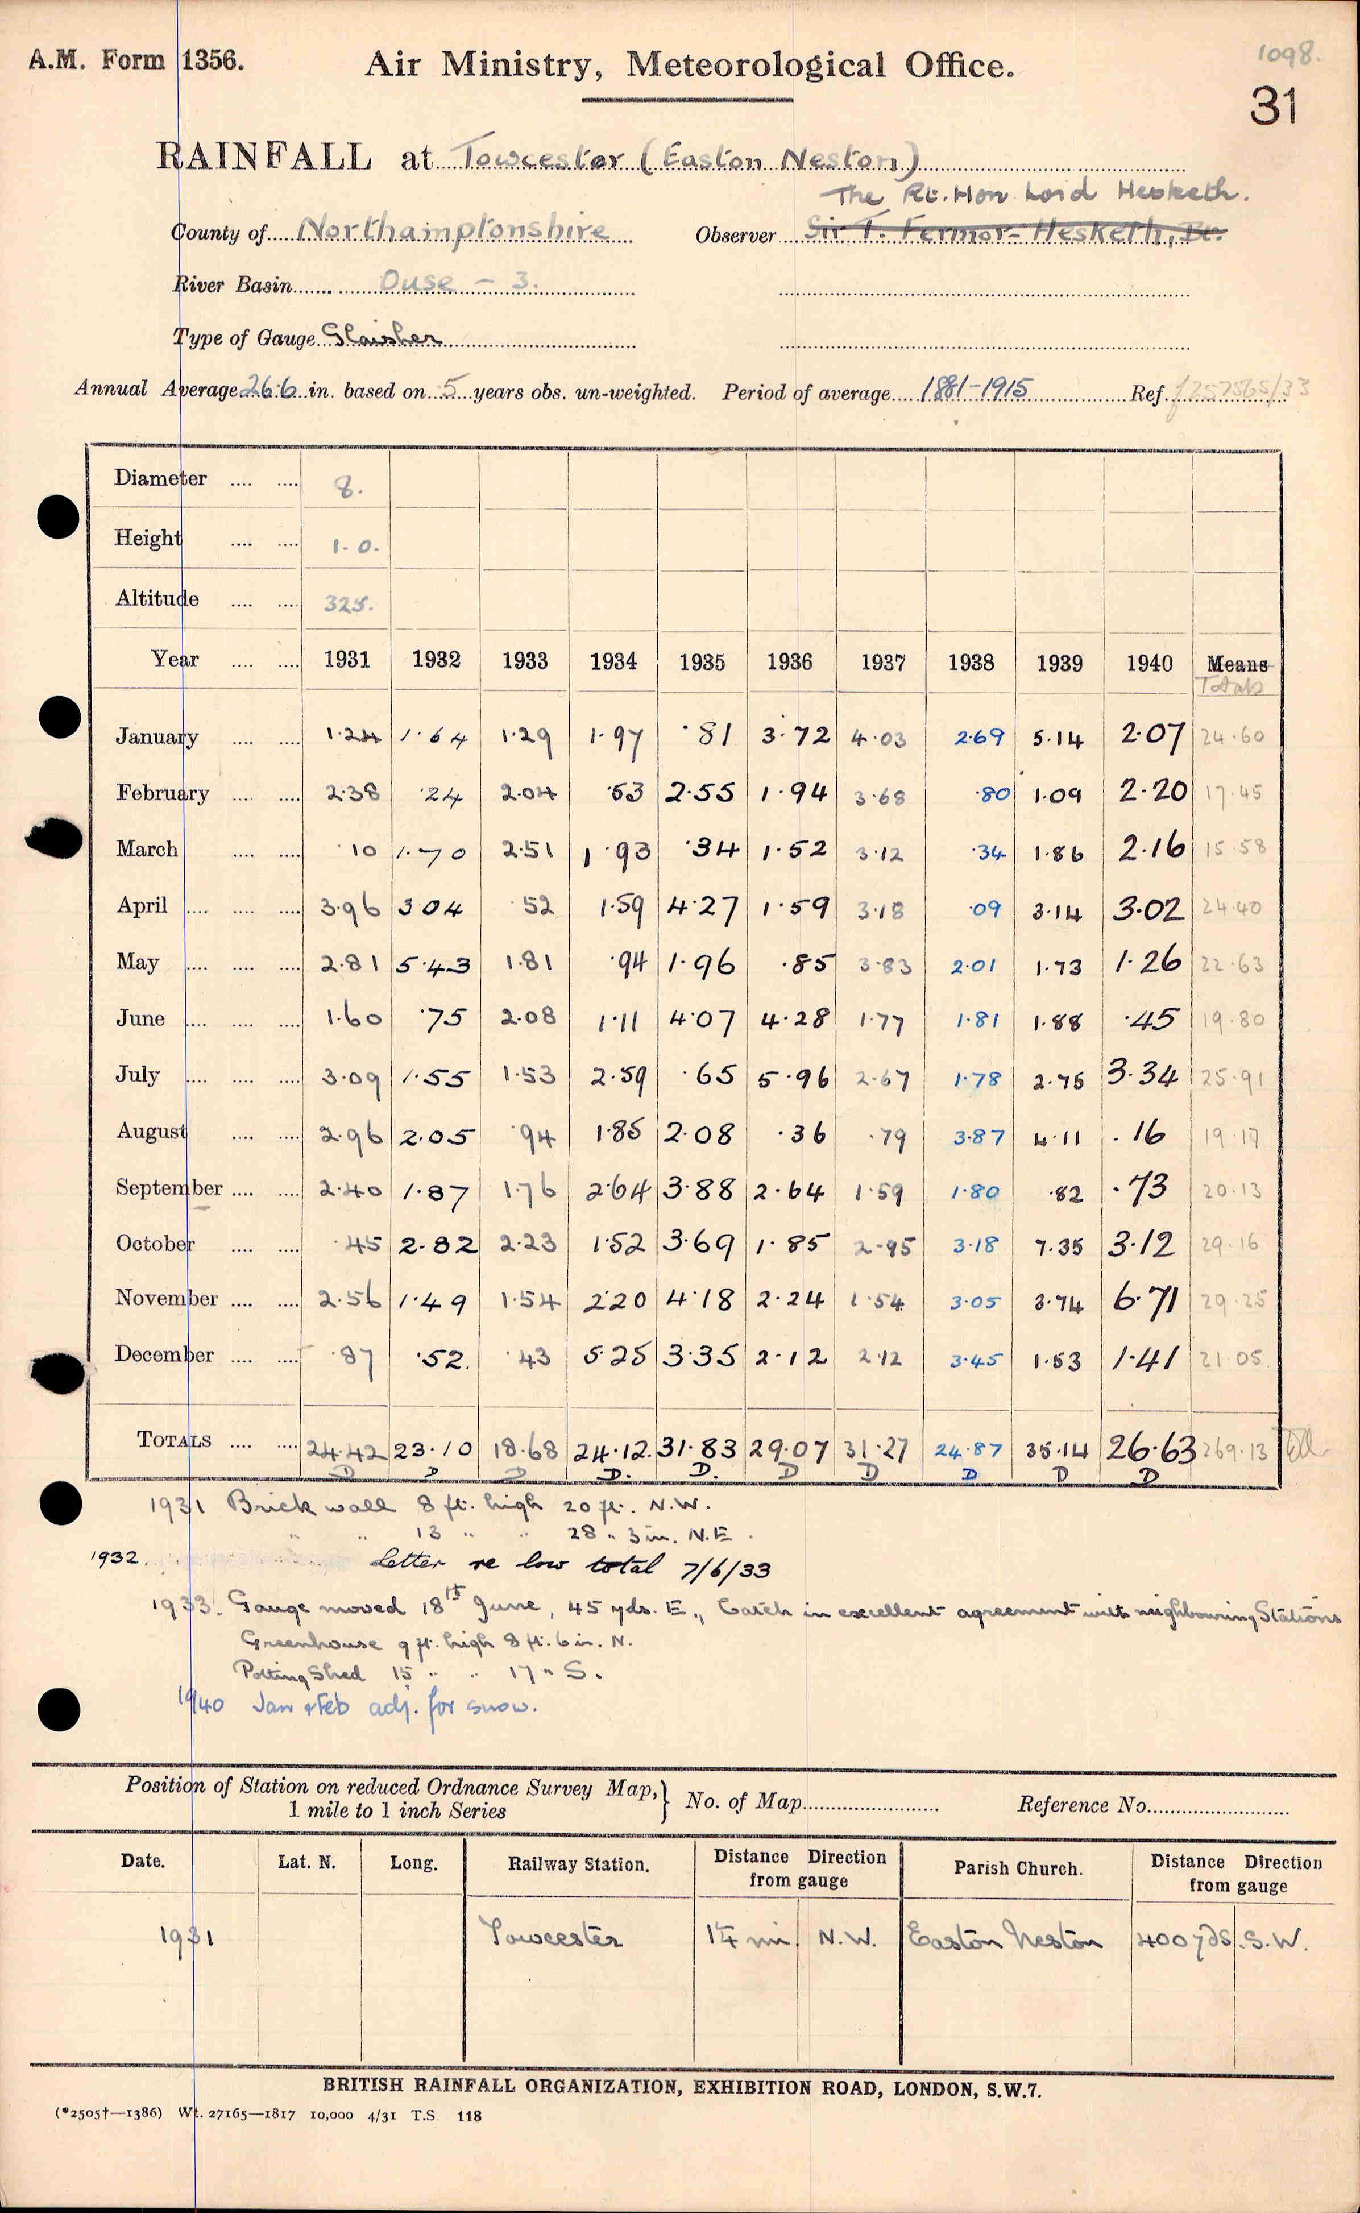 A.M. Form 1356.
Air Ministry, Meteorological Office.
1098.
31
RAINFALL at Towcester (Easton Neston)
The Rt. Hon Lord Hesketh.
County of Northamptonshire Observer Sir T. Fermor-Hesketh, Bt.
River Basin Ouse - 3.
Type of Gauge Glaisher
Annual Average 26.6 in. based on 5 years obs. un-weighted. Period of average 1881-1915 Ref.
Diameter 8.
Height 1. 0.
Altitude 325.
Year 1931 1932 1933 1934 1935 1936 1937 1938 1939 1940 Means
Totals
January 1.24 1.64 1.29 1.97 .81 3.72 4.03 2.69 5.14 2.07 24.60
February 2.38 .24 2.04 .53 2.55 1.94 3.68 .80 1.09 2.20 17.45
March .10 1.70 2.51 1.93 .34 1.52 3.12 .34 1.86 2.16 15.58
April 3.96 3.04 .52 1.59 4.27 1.59 3.18 .09 3.14 3.02 24.40
May 2.81 5.43 1.81 .94 1.96 .85 3.83 2.01 1.73 1.26 22.63
June 1.60 .75 2.08 1.11 4.07 4.28 1.77 1.81 1.88 .45 19.80
July 3.09 1.55 1.53 2.59 .65 5.96 2.67 1.78 2.75 3.34 25.91
August 2.96 2.05 .94 1.85 2.08 .36 .79 3.87 4.11 .16 19.17
September 2.40 1.87 1.76 2.64 3.88 2.64 1.59 1.80 .82 .73 20.13
October .45 2.82 2.23 1.52 3.69 1.85 2.95 3.18 7.35 3.12 29.16
November 2.56 1.49 1.54 2.20 4.18 2.24 1.54 3.05 3.74 6.71 29.25
December .87 .52 .43 5.25 3.35 2.12 2.12 3.45 1.53 1.41 21.05
TOTALS 24.42 23.10 18.68 24.12 31.83 29.07 31.27 24.87 35.14 26.63 269.13
D D D D. D. D D D D D
1931 Brick wall 8 ft. high 20 ft. N.W.
" " 13 " " 28 " 3 in. N.E.
1932. Letter re low total 7/6/33
1933. Gauge moved 18th June, 45 yds. E., Catch in excellent agreement with neighbouring Stations
Greenhouse 9 ft. high 8 ft. 6 in. N.
Potting Shed 15 " " 17 " S.
1940 Jan & Feb adj. for snow.
Position of Station on reduced Ordnance Survey Map,} No. of Map Reference No.
1 mile to 1 inch Series
Date. Lat. N. Long. Railway Station. Distance Direction from gauge Parish Church. Distance Direction from gauge
1931 Towcester 1¼ mi. N.W. Easton Neston 400 yds. S.W.
BRITISH RAINFALL ORGANIZATION, EXHIBITION ROAD, LONDON, S.W.7.
(*2505†—1386) Wt. 27165—1817 10,000 4/31 T.S 118